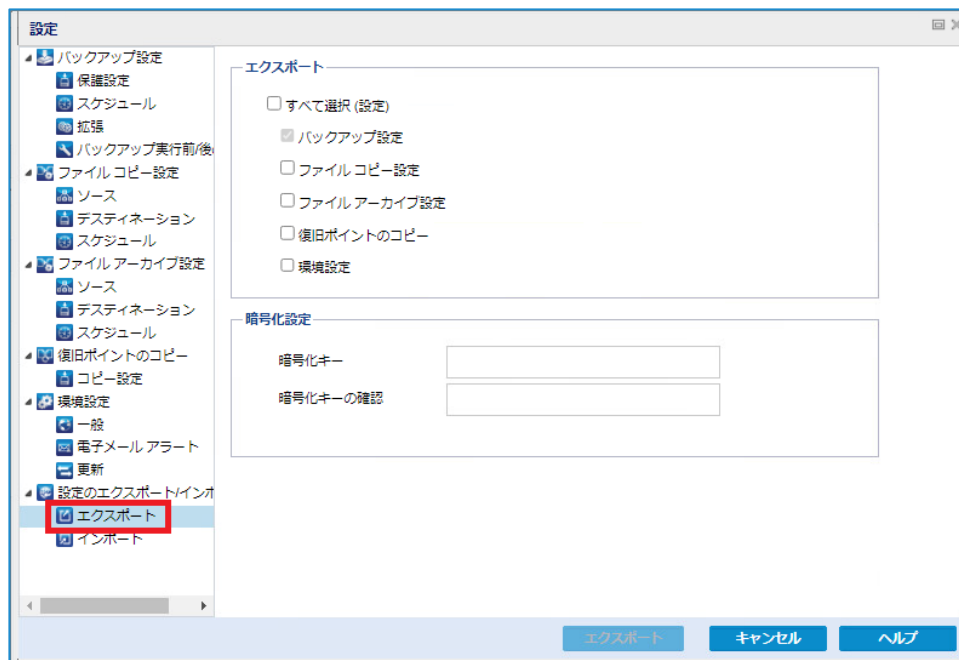 設定
バックアップ設定
保護設定
スケジュール
拡張
バックアップ実行前/後
ファイル コピー設定
ソース
デスティネーション
スケジュール
ファイル アーカイブ設定
ソース
デスティネーション
スケジュール
復旧ポイントのコピー
コピー設定
環境設定
一般
電子メール アラート
更新
設定のエクスポート/インポ
エクスポート
インポート
エクスポート
すべて選択 (設定)
バックアップ設定
ファイル コピー設定
ファイル アーカイブ設定
復旧ポイントのコピー
環境設定
暗号化設定
暗号化キー
暗号化キーの確認
エクスポート
キャンセル
ヘルプ